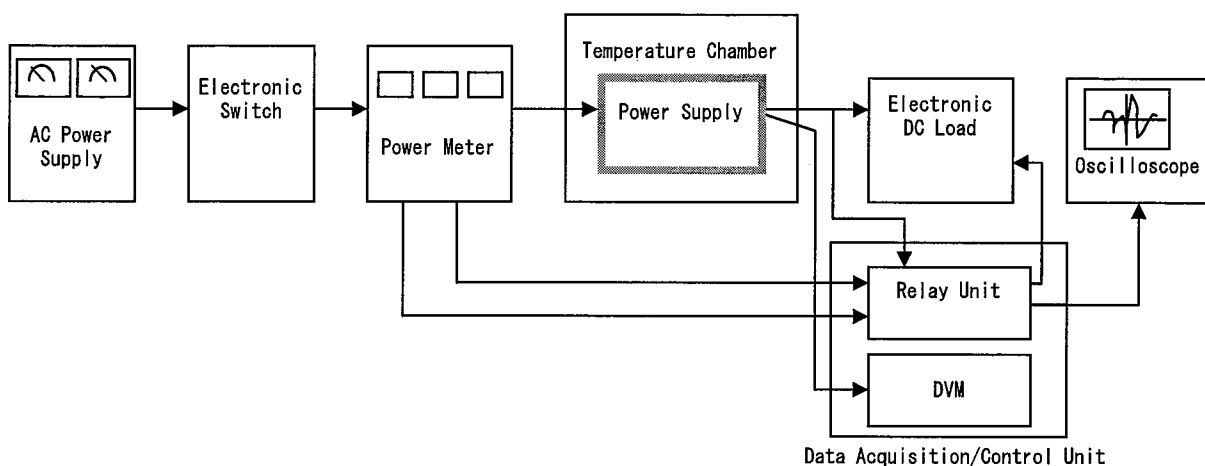 AC Power
Supply
Electronic
Switch
Power Meter
Temperature Chamber
Power Supply
Electronic
DC Load
Oscilloscope
Relay Unit
DVM
Data Acquisition/Control Unit